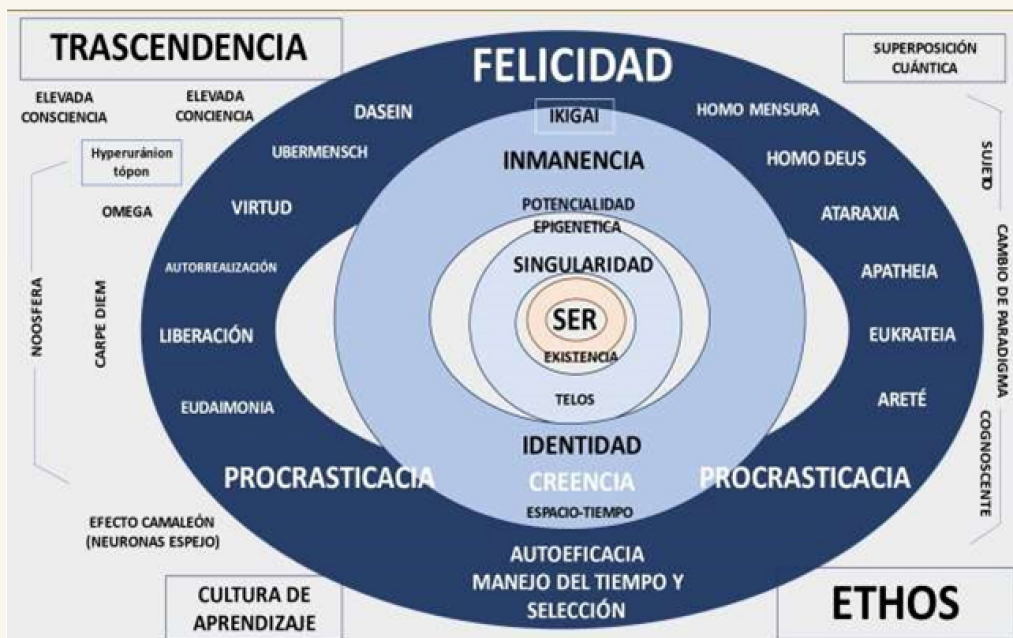 TRASCENDENCIA
ELEVADA
CONSCIENCIA
ELEVADA
CONCIENCIA
Hyperuránion
tópon
OMEGA
NOOSFERA
CARPE DIEM
EFECTO CAMALEÓN
(NEURONAS ESPEJO)
CULTURA DE
APRENDIZAJE
FELICIDAD
DASEIN
UBERMENSCH
VIRTUD
AUTORREALIZACIÓN
LIBERACIÓN
EUDAIMONIA
PROCRASTICACIA
IKIGAI
INMANENCIA
POTENCIALIDAD
EPIGENETICA
SINGULARIDAD
SER
EXISTENCIA
TELOS
IDENTIDAD
CREENCIA
ESPACIO-TIEMPO
AUTOEFICACIA
MANEJO DEL TIEMPO Y
SELECCIÓN
HOMO MENSURA
HOMO DEUS
ATARAXIA
APATHEIA
EUKRATEIA
ARETÉ
PROCRASTICACIA
SUPERPOSICIÓN
CUÁNTICA
SUJETO
COGNOSCENTE
CAMBIO DE PARADIGMA
ETHOS